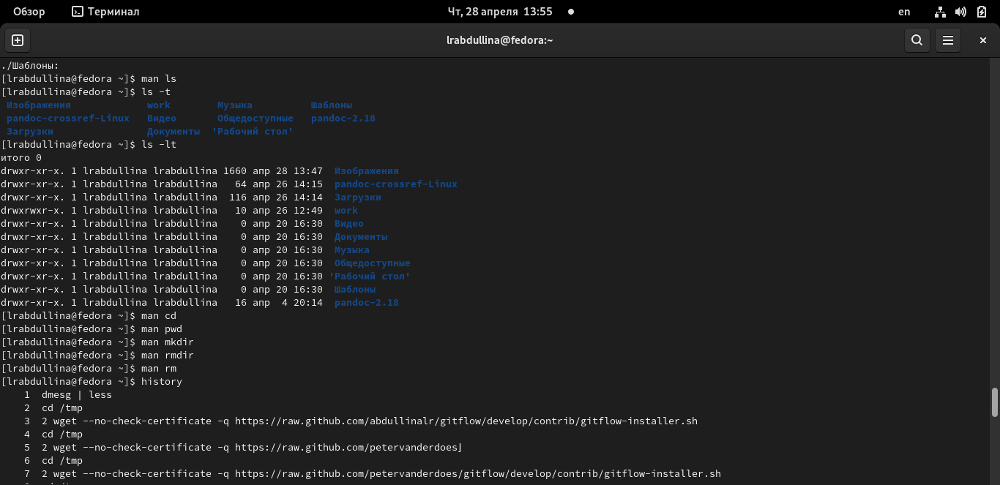 Обзор Терминал Чт, 28 апреля 13:55 en
lrabdullina@fedora:~
./Шаблоны:
[lrabdullina@fedora ~]$ man ls
[lrabdullina@fedora ~]$ ls -t
Изображения work Музыка Шаблоны
pandoc-crossref-Linux Видео Общедоступные pandoc-2.18
Загрузки Документы 'Рабочий стол'
[lrabdullina@fedora ~]$ ls -lt
итого 0
drwxr-xr-x. 1 lrabdullina lrabdullina 1660 апр 28 13:47 Изображения
drwxr-xr-x. 1 lrabdullina lrabdullina 64 апр 26 14:15 pandoc-crossref-Linux
drwxr-xr-x. 1 lrabdullina lrabdullina 116 апр 26 14:14 Загрузки
drwxrwxr-x. 1 lrabdullina lrabdullina 10 апр 26 12:49 work
drwxr-xr-x. 1 lrabdullina lrabdullina 0 апр 20 16:30 Видео
drwxr-xr-x. 1 lrabdullina lrabdullina 0 апр 20 16:30 Документы
drwxr-xr-x. 1 lrabdullina lrabdullina 0 апр 20 16:30 Музыка
drwxr-xr-x. 1 lrabdullina lrabdullina 0 апр 20 16:30 Общедоступные
drwxr-xr-x. 1 lrabdullina lrabdullina 0 апр 20 16:30 'Рабочий стол'
drwxr-xr-x. 1 lrabdullina lrabdullina 0 апр 20 16:30 Шаблоны
drwxr-xr-x. 1 lrabdullina lrabdullina 16 апр 4 20:14 pandoc-2.18
[lrabdullina@fedora ~]$ man cd
[lrabdullina@fedora ~]$ man pwd
[lrabdullina@fedora ~]$ man mkdir
[lrabdullina@fedora ~]$ man rmdir
[lrabdullina@fedora ~]$ man rm
[lrabdullina@fedora ~]$ history
1 dmesg | less
2 cd /tmp
3 2 wget --no-check-certificate -q https://raw.github.com/abdullinalr/gitflow/develop/contrib/gitflow-installer.sh
4 cd /tmp
5 2 wget --no-check-certificate -q https://raw.github.com/petervanderdoes]
6 cd /tmp
7 2 wget --no-check-certificate -q https://raw.github.com/petervanderdoes/gitflow/develop/contrib/gitflow-installer.sh